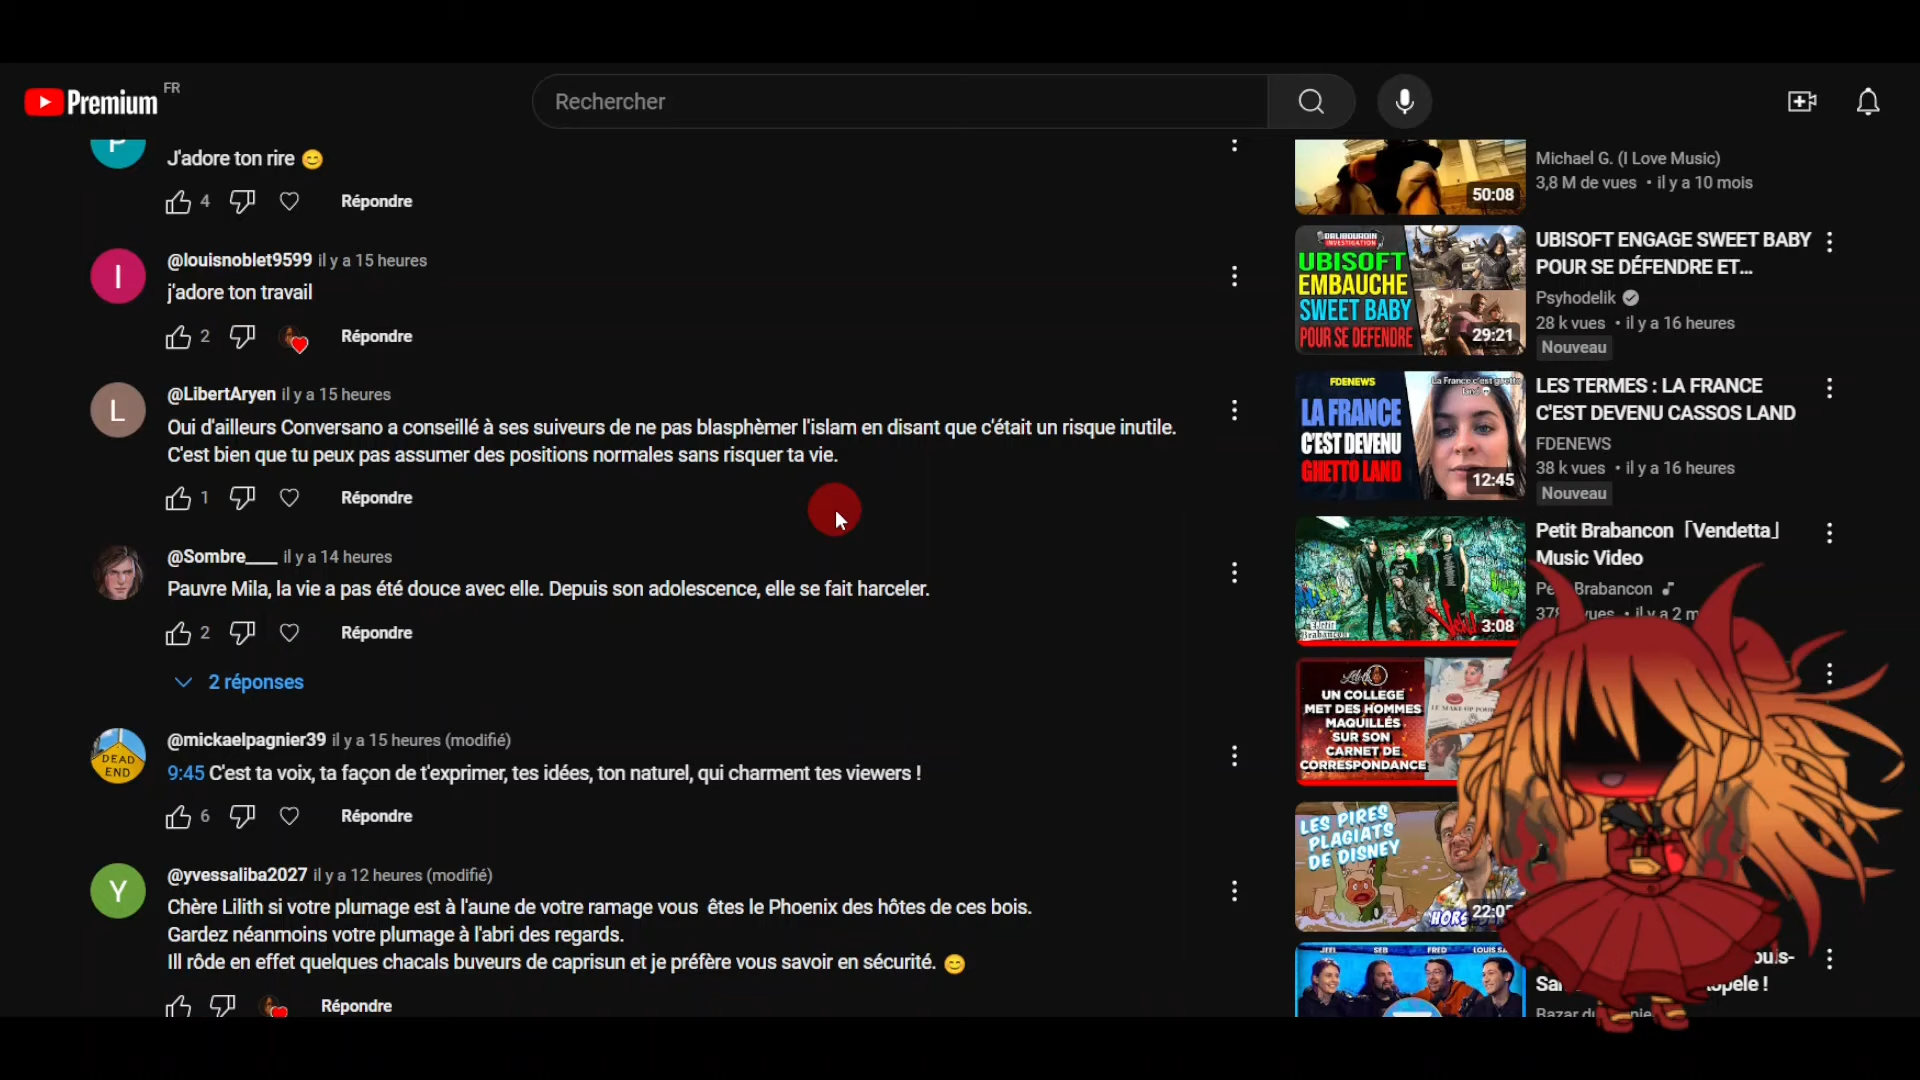 Premium FR
Rechercher
J'adore ton rire 😊
4 Répondre
@louisnoblet9599 il y a 15 heures
j'adore ton travail
2 Répondre
L
@LibertAryen il y a 15 heures
Oui d'ailleurs Conversano a conseillé à ses suiveurs de ne pas blasphèmer l'islam en disant que c'était un risque inutile.
C'est bien que tu peux pas assumer des positions normales sans risquer ta vie.
1 Répondre
@Sombre____ il y a 14 heures
Pauvre Mila, la vie a pas été douce avec elle. Depuis son adolescence, elle se fait harceler.
2 Répondre
2 réponses
DEAD
END
@mickaelpagnier39 il y a 15 heures (modifié)
9:45 C'est ta voix, ta façon de t'exprimer, tes idées, ton naturel, qui charment tes viewers !
6 Répondre
Y
@yvessaliba2027 il y a 12 heures (modifié)
Chère Lilith si votre plumage est à l'aune de votre ramage vous êtes le Phoenix des hôtes de ces bois.
Gardez néanmoins votre plumage à l'abri des regards.
Ill rôde en effet quelques chacals buveurs de caprisun et je préfère vous savoir en sécurité. 😊
Répondre
50:08
Michael G. (I Love Music)
3,8 M de vues • il y a 10 mois
DALIBOURDIN
INVESTIGATION
UBISOFT
EMBAUCHE
SWEET BABY
POUR SE DEFENDRE
29:21
UBISOFT ENGAGE SWEET BABY
POUR SE DÉFENDRE ET...
Psyhodelik
28 k vues • il y a 16 heures
Nouveau
FDENEWS
La France c'est guetto
LA FRANCE
C'EST DEVENU
GHETTO LAND
12:45
LES TERMES : LA FRANCE
C'EST DEVENU CASSOS LAND
FDENEWS
38 k vues • il y a 16 heures
Nouveau
Petit
Brabancon
3:08
Petit Brabancon「Vendetta」
Music Video
Brabancon
vues • il y a 2 m
Lilith
UN COLLEGE
MET DES HOMMES
MAQUILLÉS
SUR SON
CARNET DE
CORRESPONDANCE
LES PIRES
PLAGIATS
DE DISNEY
HORS
JEEL SEB FRED LOUIS SA